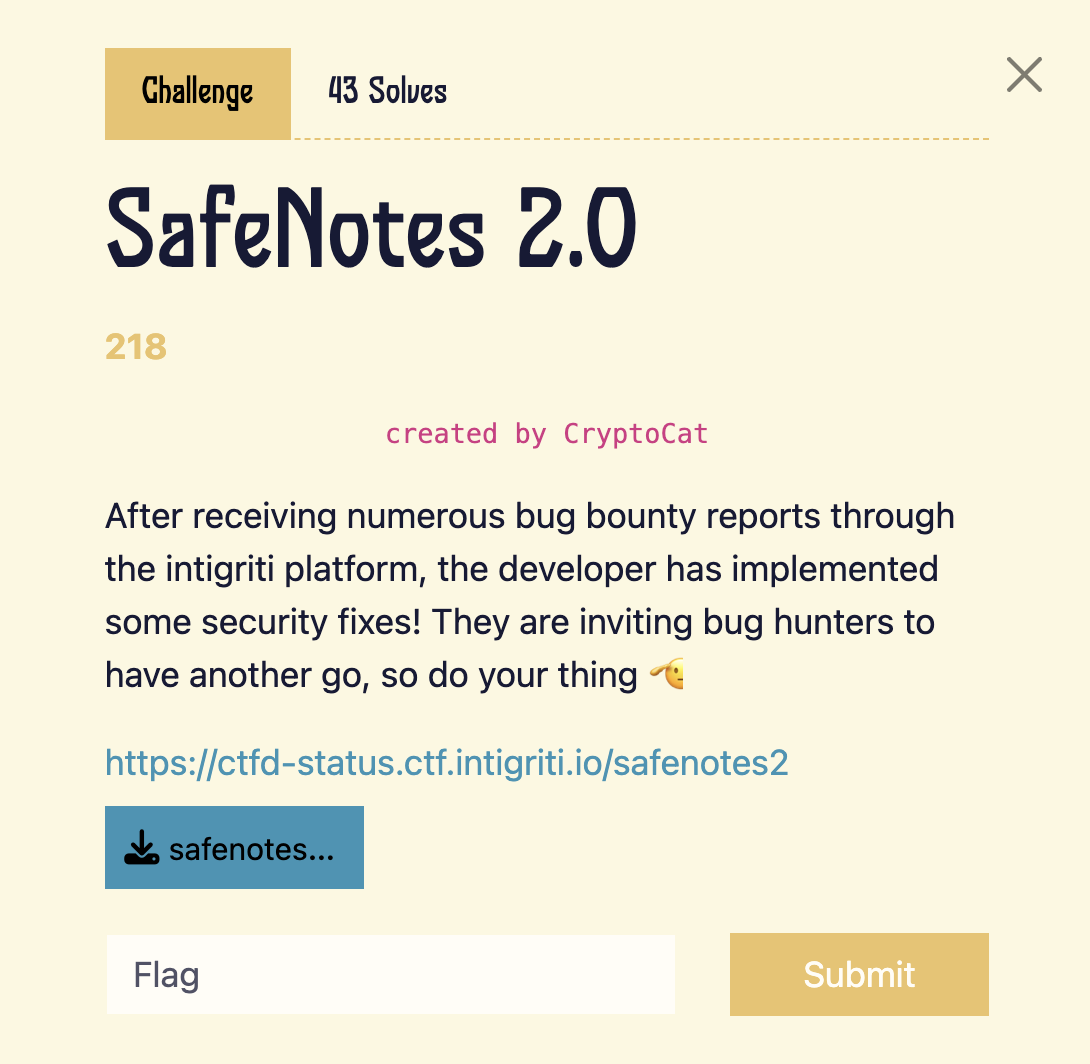 Challenge
43 Solves
SafeNotes 2.0
218
created by CryptoCat
After receiving numerous bug bounty reports through
the intigriti platform, the developer has implemented
some security fixes! They are inviting bug hunters to
have another go, so do your thing 🫡
https://ctfd-status.ctf.intigriti.io/safenotes2
safenotes...
Flag
Submit